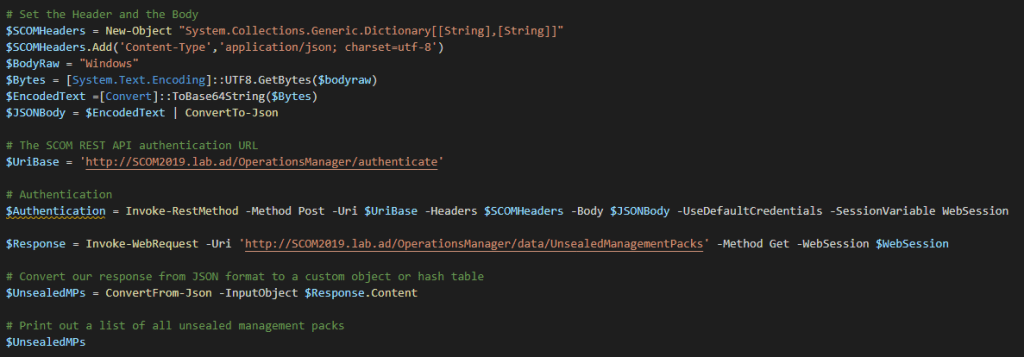 # Set the Header and the Body
$SCOMHeaders = New-Object "System.Collections.Generic.Dictionary[[String],[String]]"
$SCOMHeaders.Add('Content-Type','application/json; charset=utf-8')
$BodyRaw = "Windows"
$Bytes = [System.Text.Encoding]::UTF8.GetBytes($bodyraw)
$EncodedText =[Convert]::ToBase64String($Bytes)
$JSONBody = $EncodedText | ConvertTo-Json
# The SCOM REST API authentication URL
$UriBase = 'http://SCOM2019.lab.ad/OperationsManager/authenticate'
# Authentication
$Authentication = Invoke-RestMethod -Method Post -Uri $UriBase -Headers $SCOMHeaders -Body $JSONBody -UseDefaultCredentials -SessionVariable WebSession
$Response = Invoke-WebRequest -Uri 'http://SCOM2019.lab.ad/OperationsManager/data/UnsealedManagementPacks' -Method Get -WebSession $WebSession
# Convert our response from JSON format to a custom object or hash table
$UnsealedMPs = ConvertFrom-Json -InputObject $Response.Content
# Print out a list of all unsealed management packs
$UnsealedMPs